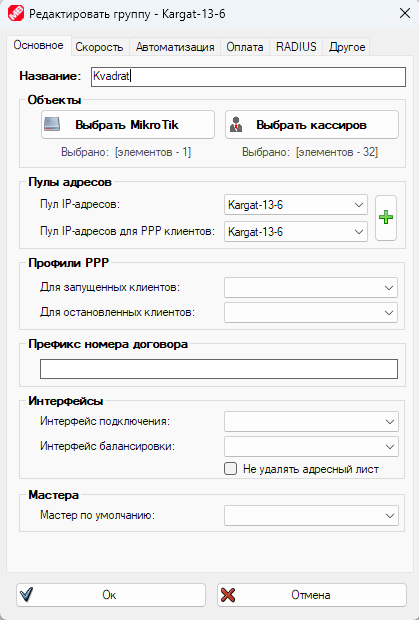 MB Редактировать группу - Kargat-13-6
Основное Скорость Автоматизация Оплата RADIUS Другое
Название: Kvadrat
Объекты
Выбрать MikroTik Выбрать кассиров
Выбрано: [элементов - 1] Выбрано: [элементов - 32]
Пулы адресов
Пул IP-адресов: Kargat-13-6
Пул IP-адресов для PPP клиентов: Kargat-13-6
Профили PPP
Для запущенных клиентов:
Для остановленных клиентов:
Префикс номера договора
Интерфейсы
Интерфейс подключения:
Интерфейс балансировки:
Не удалять адресный лист
Мастера
Мастер по умолчанию:
Ок Отмена